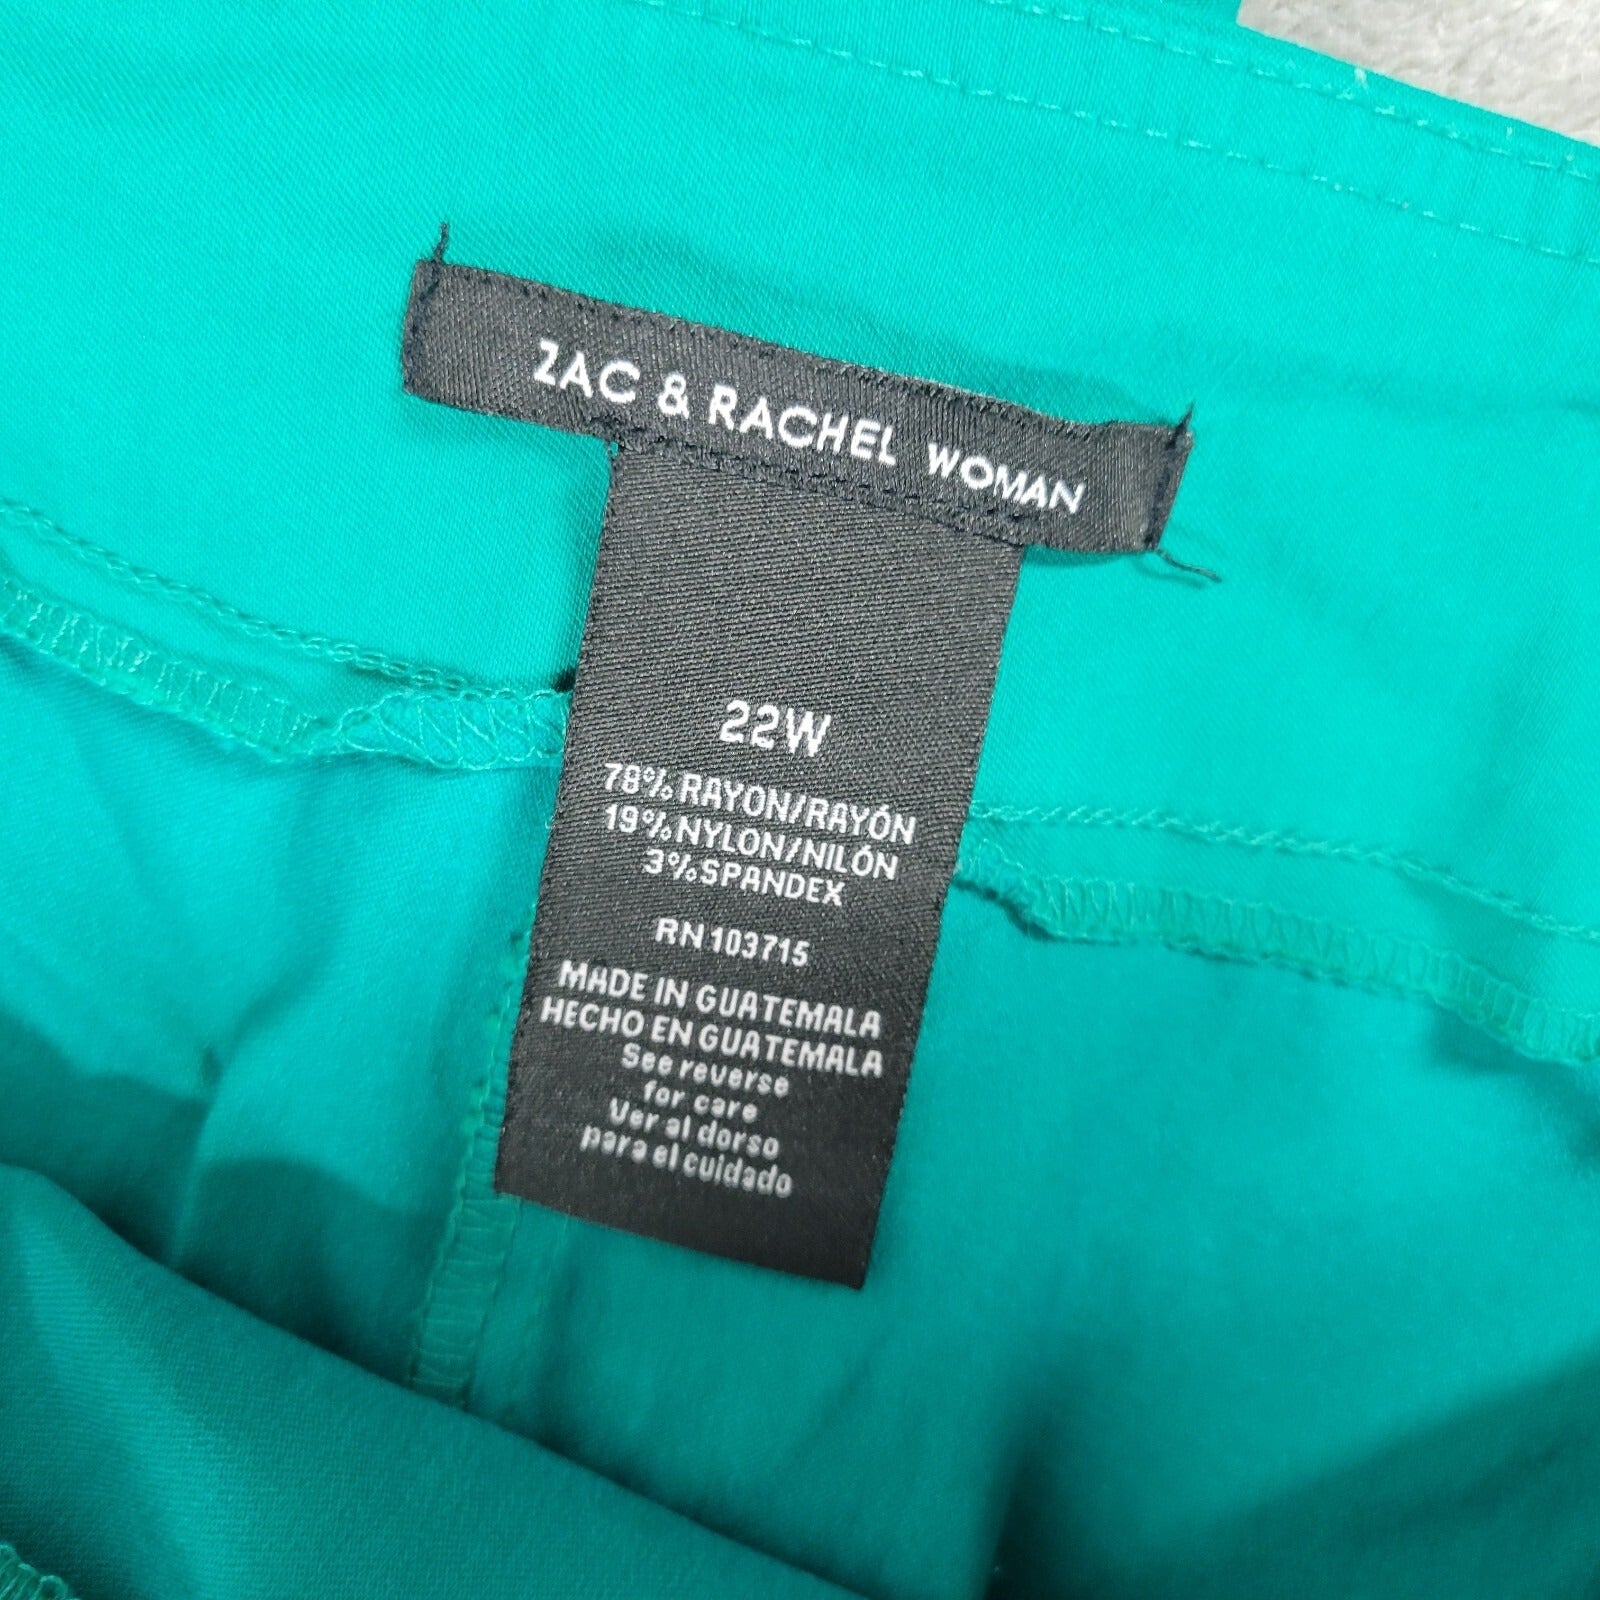 ZAC & RACHEL WOMAN
22W
78% RAYON/RAYÓN
19% NYLON/NILÓN
3% SPANDEX
RN 103715
MADE IN GUATEMALA
HECHO EN GUATEMALA
See reverse
for care
Ver al dorso
para el cuidado